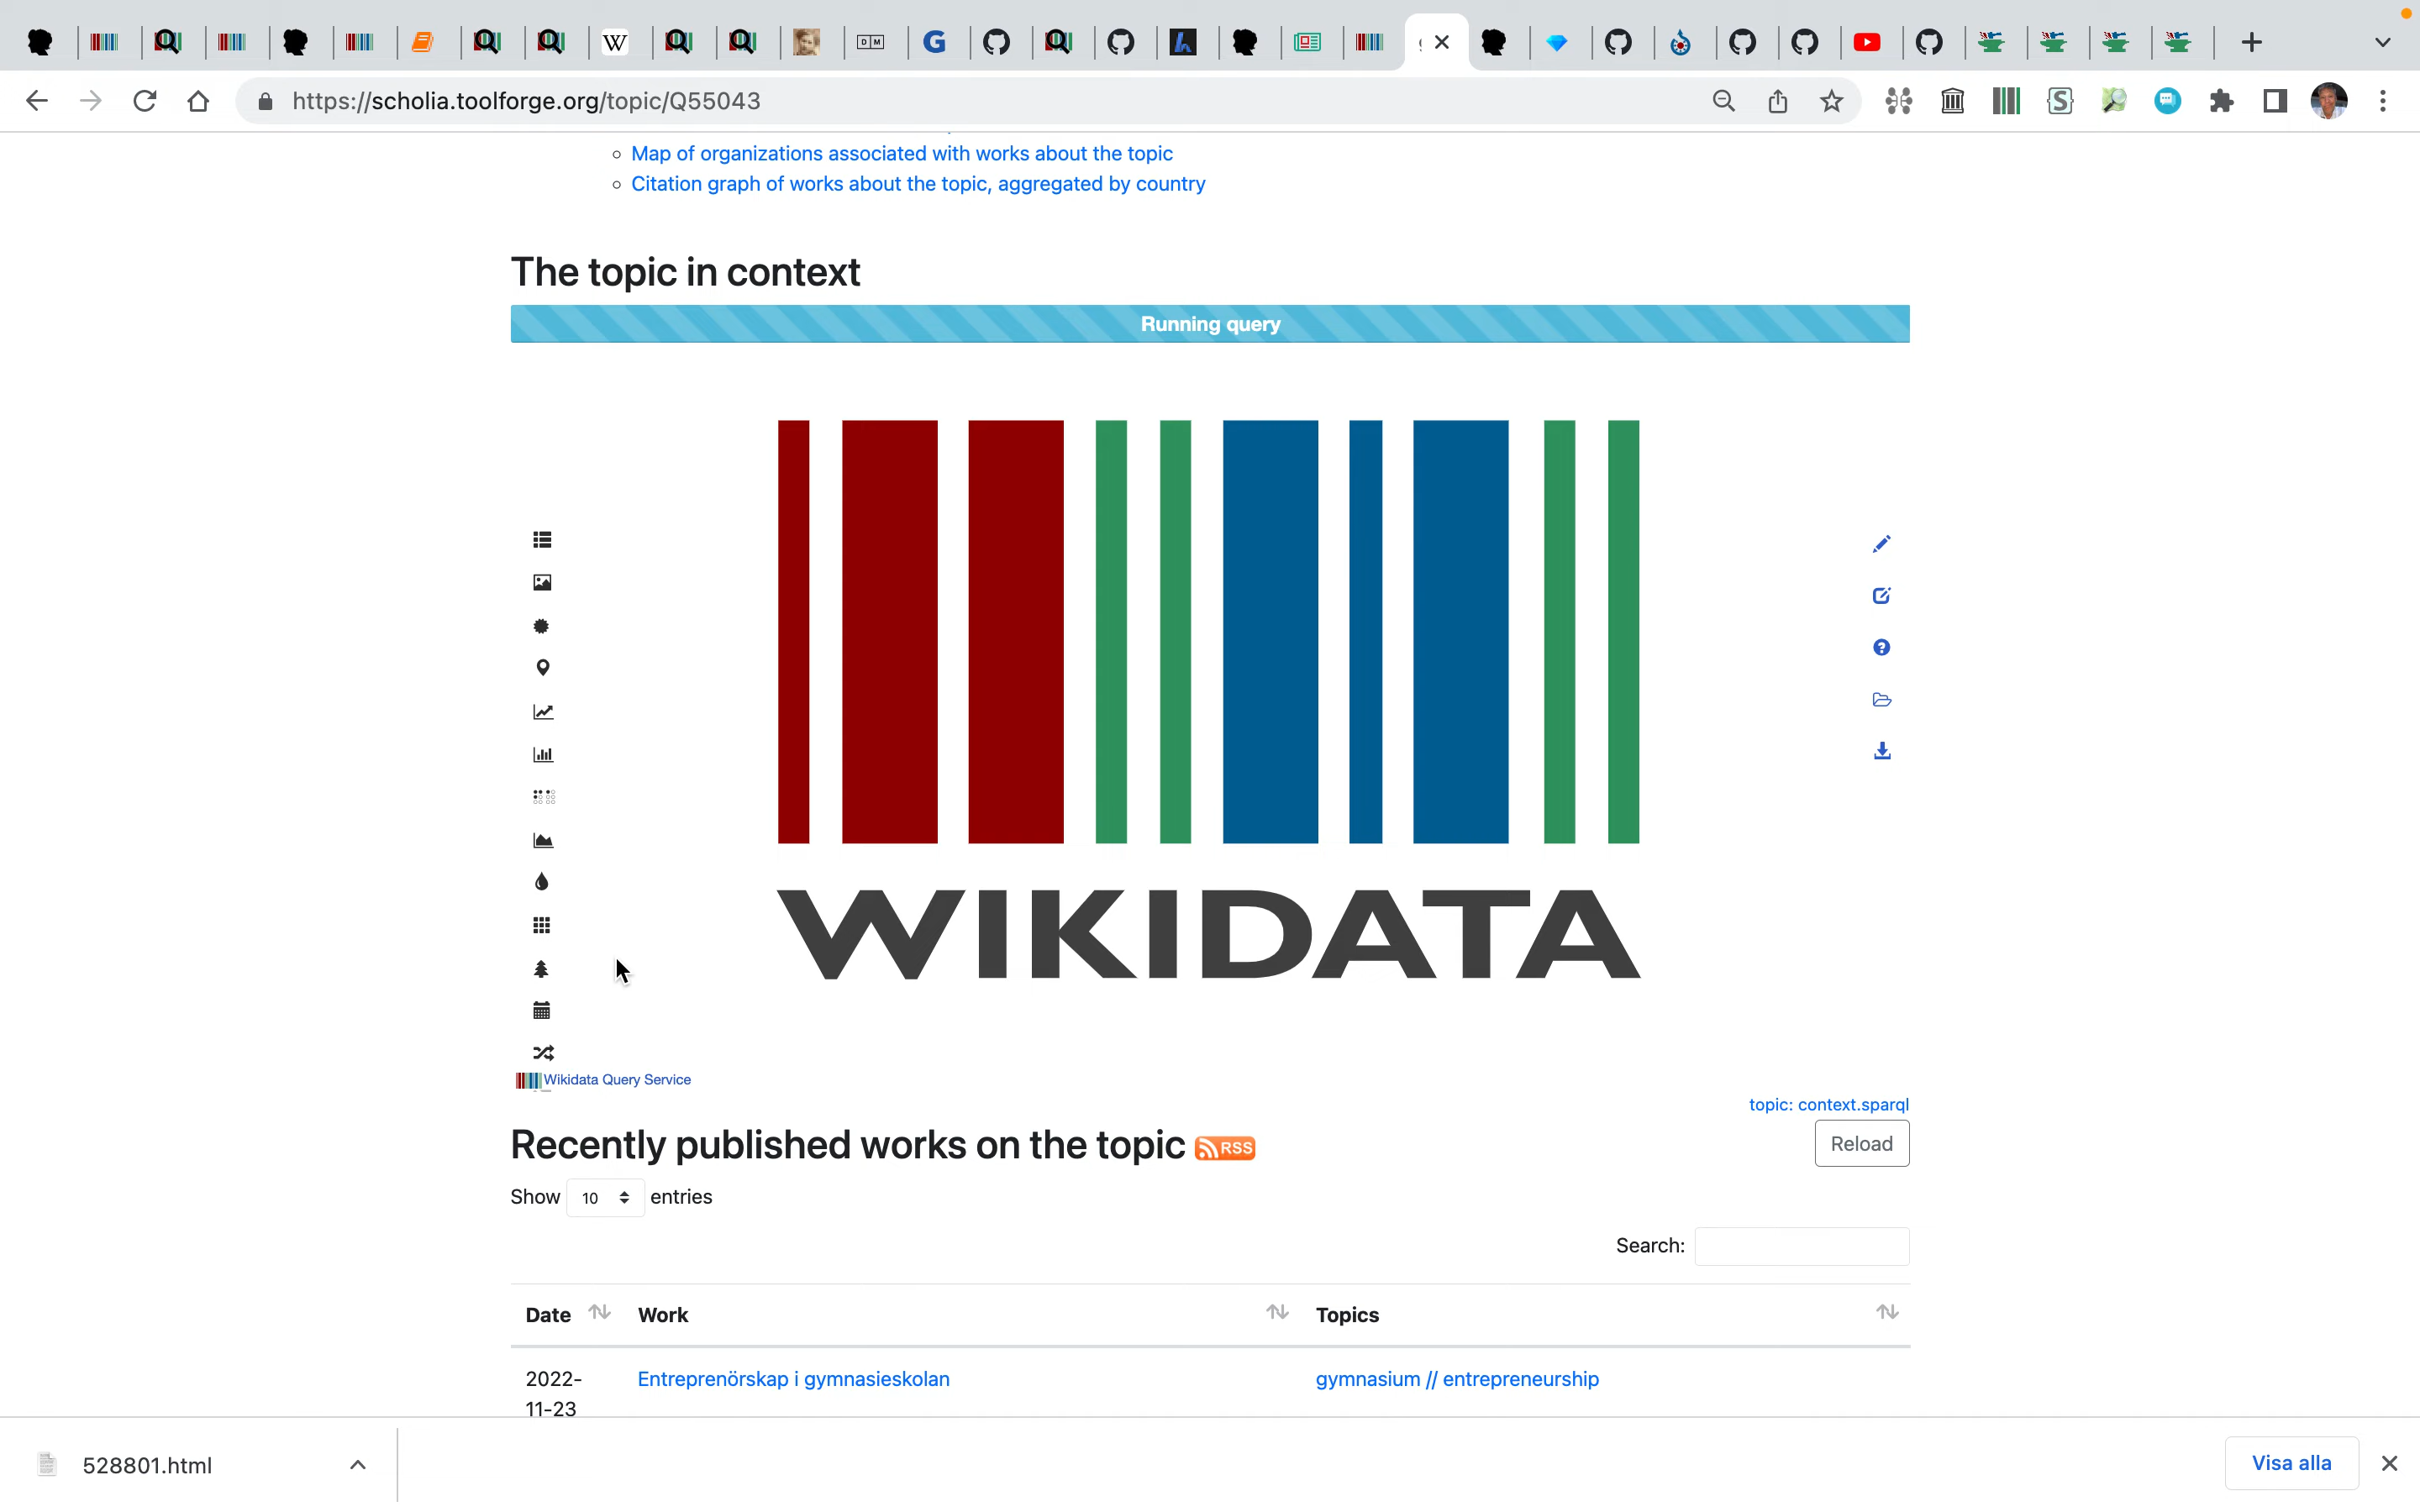 https://scholia.toolforge.org/topic/Q55043
Map of organizations associated with works about the topic
Citation graph of works about the topic, aggregated by country
The topic in context
Running query
WIKIDATA
Wikidata Query Service
topic: context.sparql
Recently published works on the topic RSS
Reload
Show 10 entries
Search:
Date Work Topics
2022- Entreprenörskap i gymnasieskolan gymnasium // entrepreneurship
11-23
528801.html
Visa alla